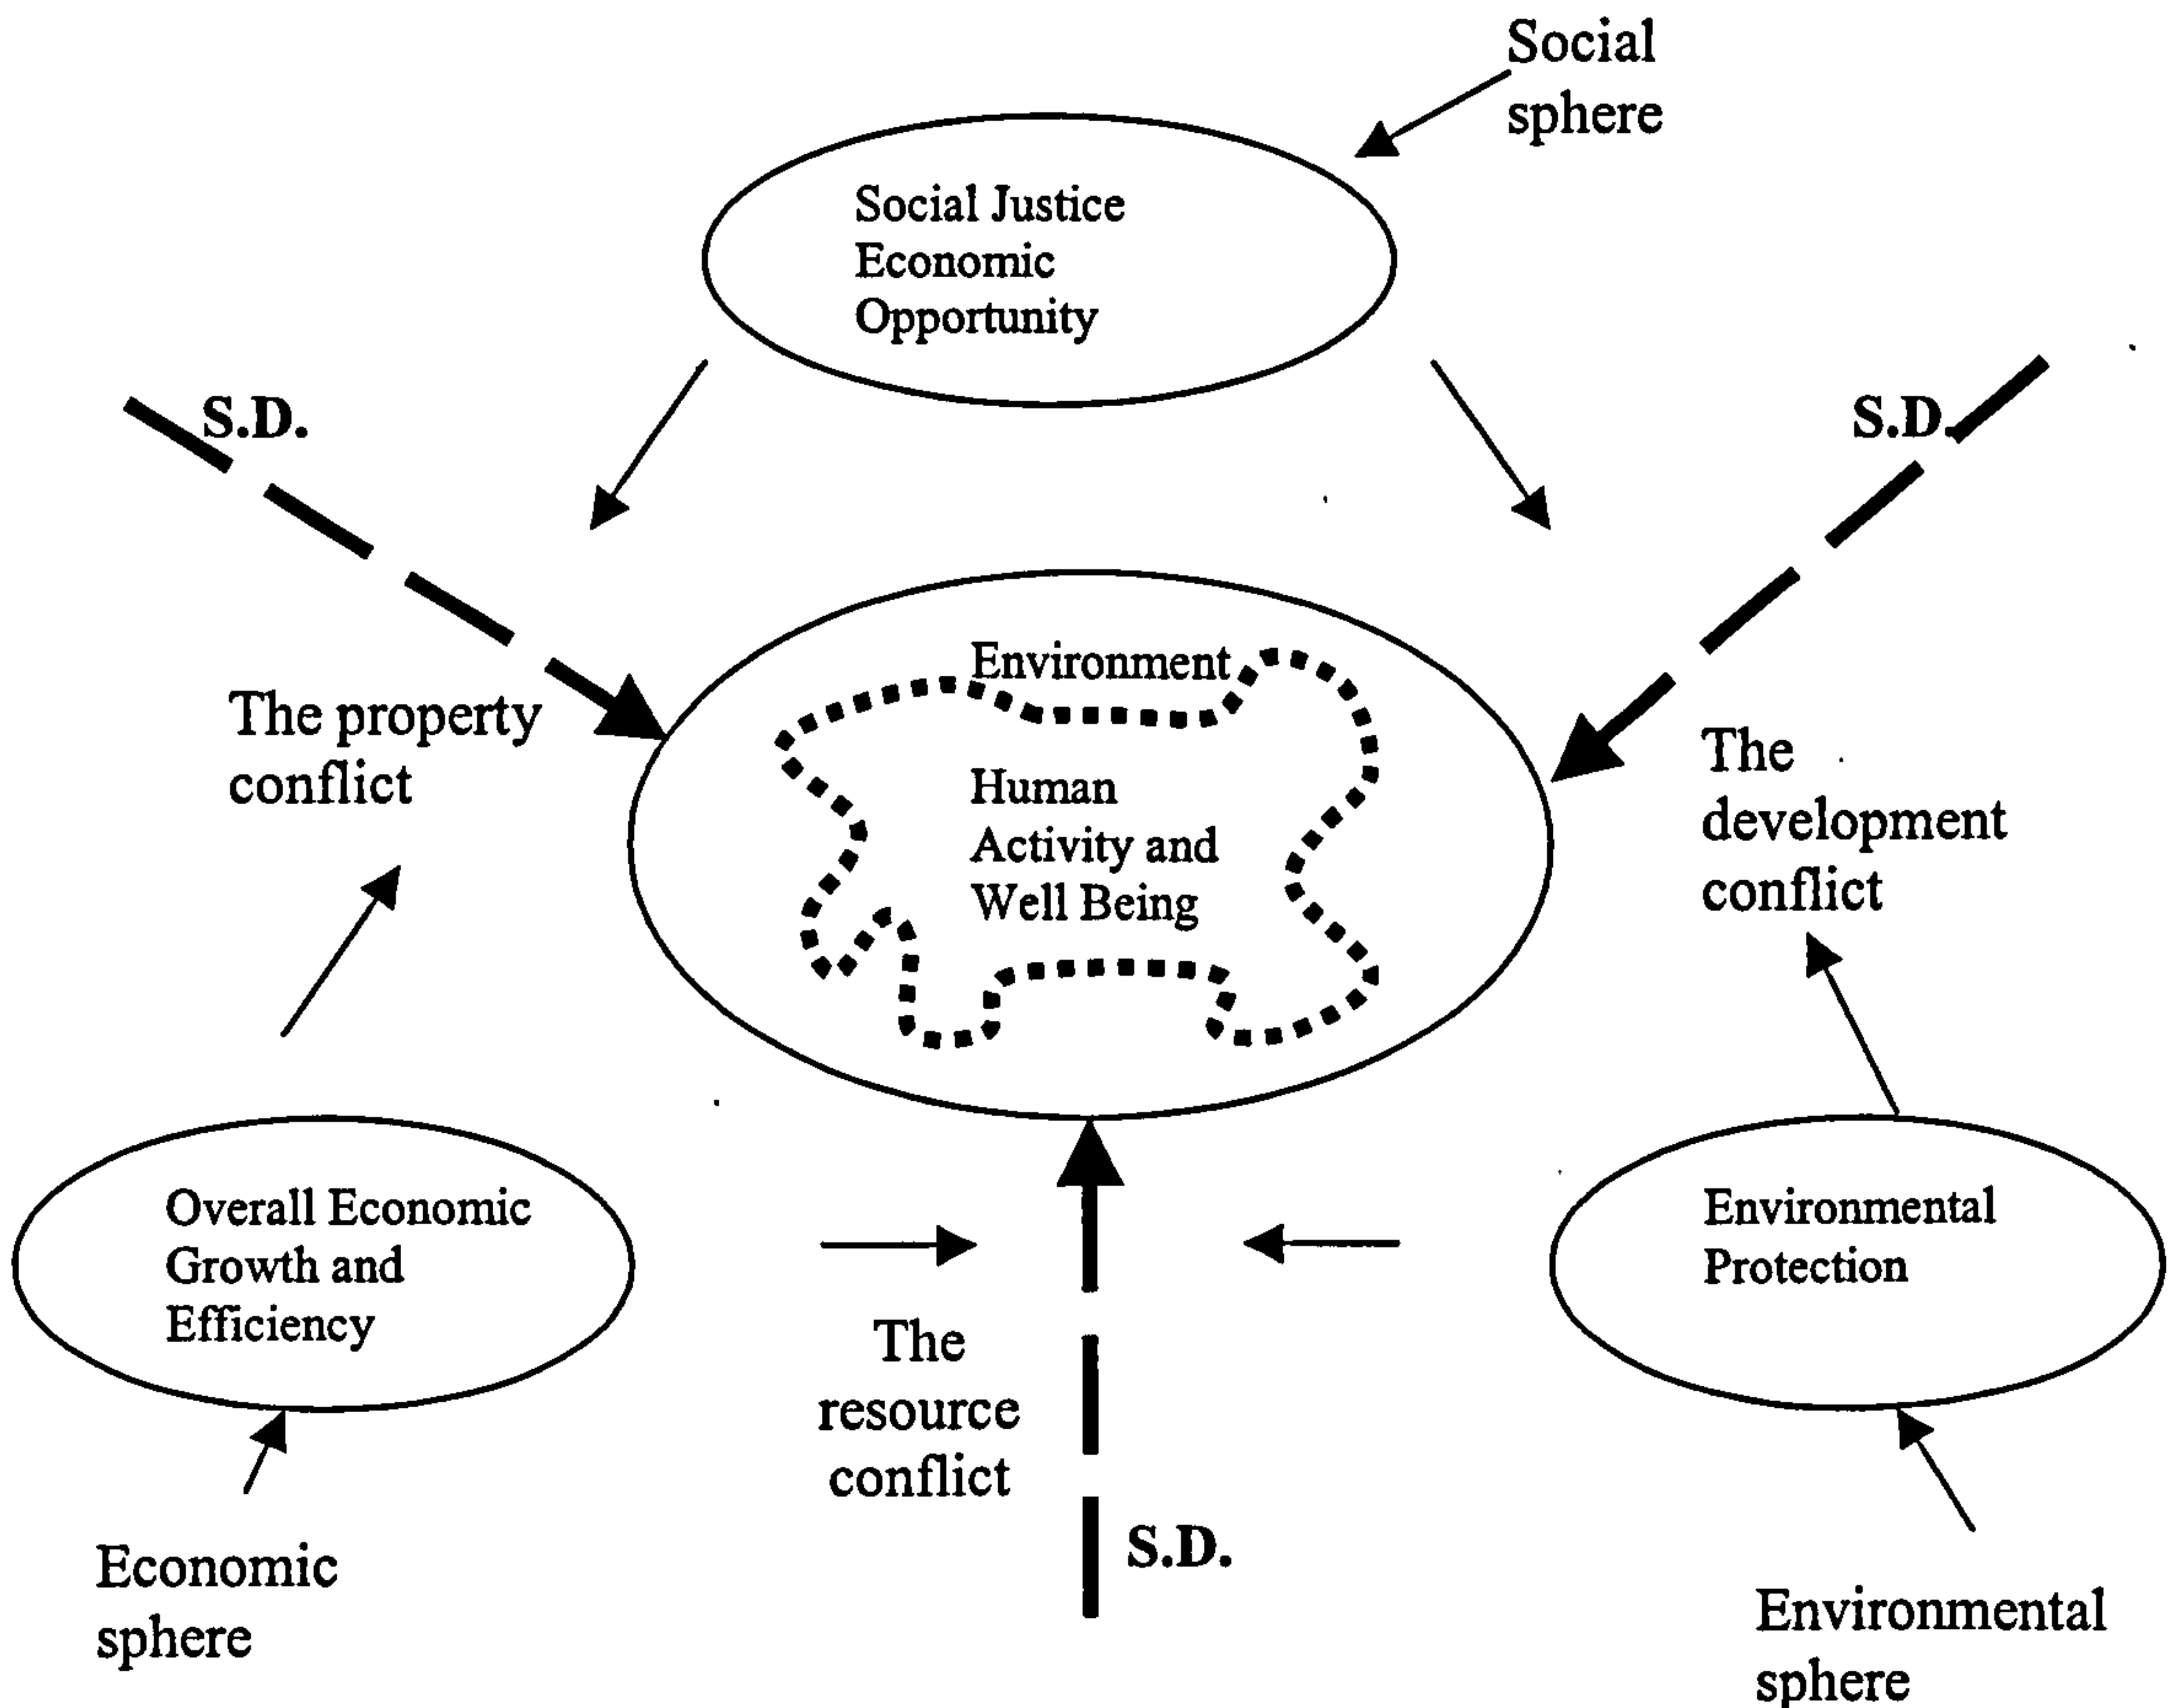 Social
sphere
Social Justice
Economic
Opportunity
S.D.
S.D.
Environment
The property
conflict
Human
Activity and
Well Being
The
development
conflict
Overall Economic
Growth and
Efficiency
Environmental
Protection
The
resource
conflict
S.D.
Economic
sphere
Environmental
sphere